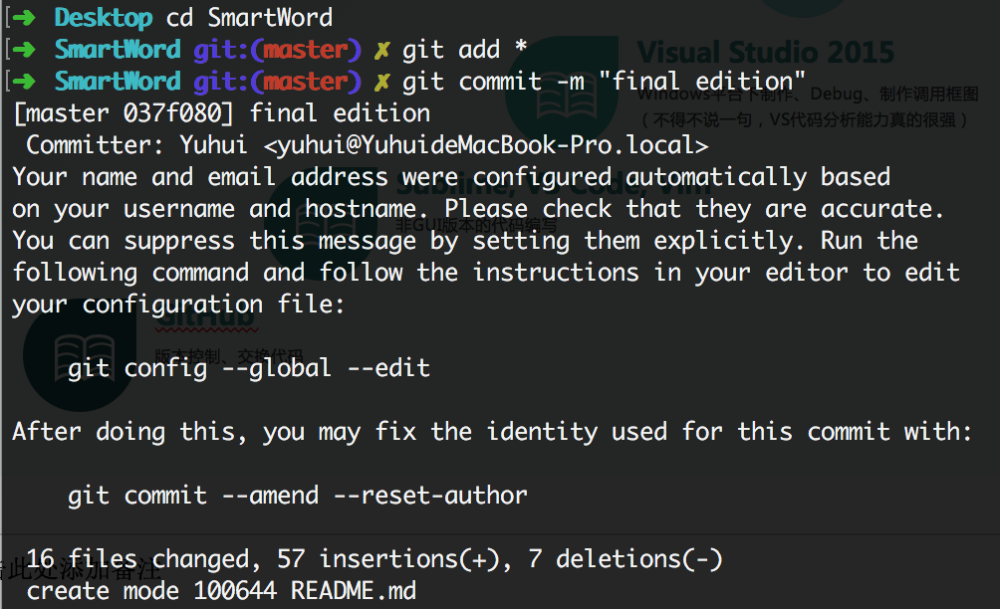 [➜ Desktop cd SmartWord
[➜ SmartWord git:(master) ✗ git add *
[➜ SmartWord git:(master) ✗ git commit -m "final edition"
[master 037f080] final edition
 Committer: Yuhui <yuhui@YuhuideMacBook-Pro.local>
Your name and email address were configured automatically based
on your username and hostname. Please check that they are accurate.
You can suppress this message by setting them explicitly. Run the
following command and follow the instructions in your editor to edit
your configuration file:
    git config --global --edit
After doing this, you may fix the identity used for this commit with:
    git commit --amend --reset-author
 16 files changed, 57 insertions(+), 7 deletions(-)
 create mode 100644 README.md
Visual Studio 2015
Windows平台下制作、Debug、制作调用框图
（不得不说一句，VS代码分析能力真的很强）
Sublime, VS Code, Vim
非GUI版本的代码编写
GitHub
版本控制、交换代码
击此处添加备注